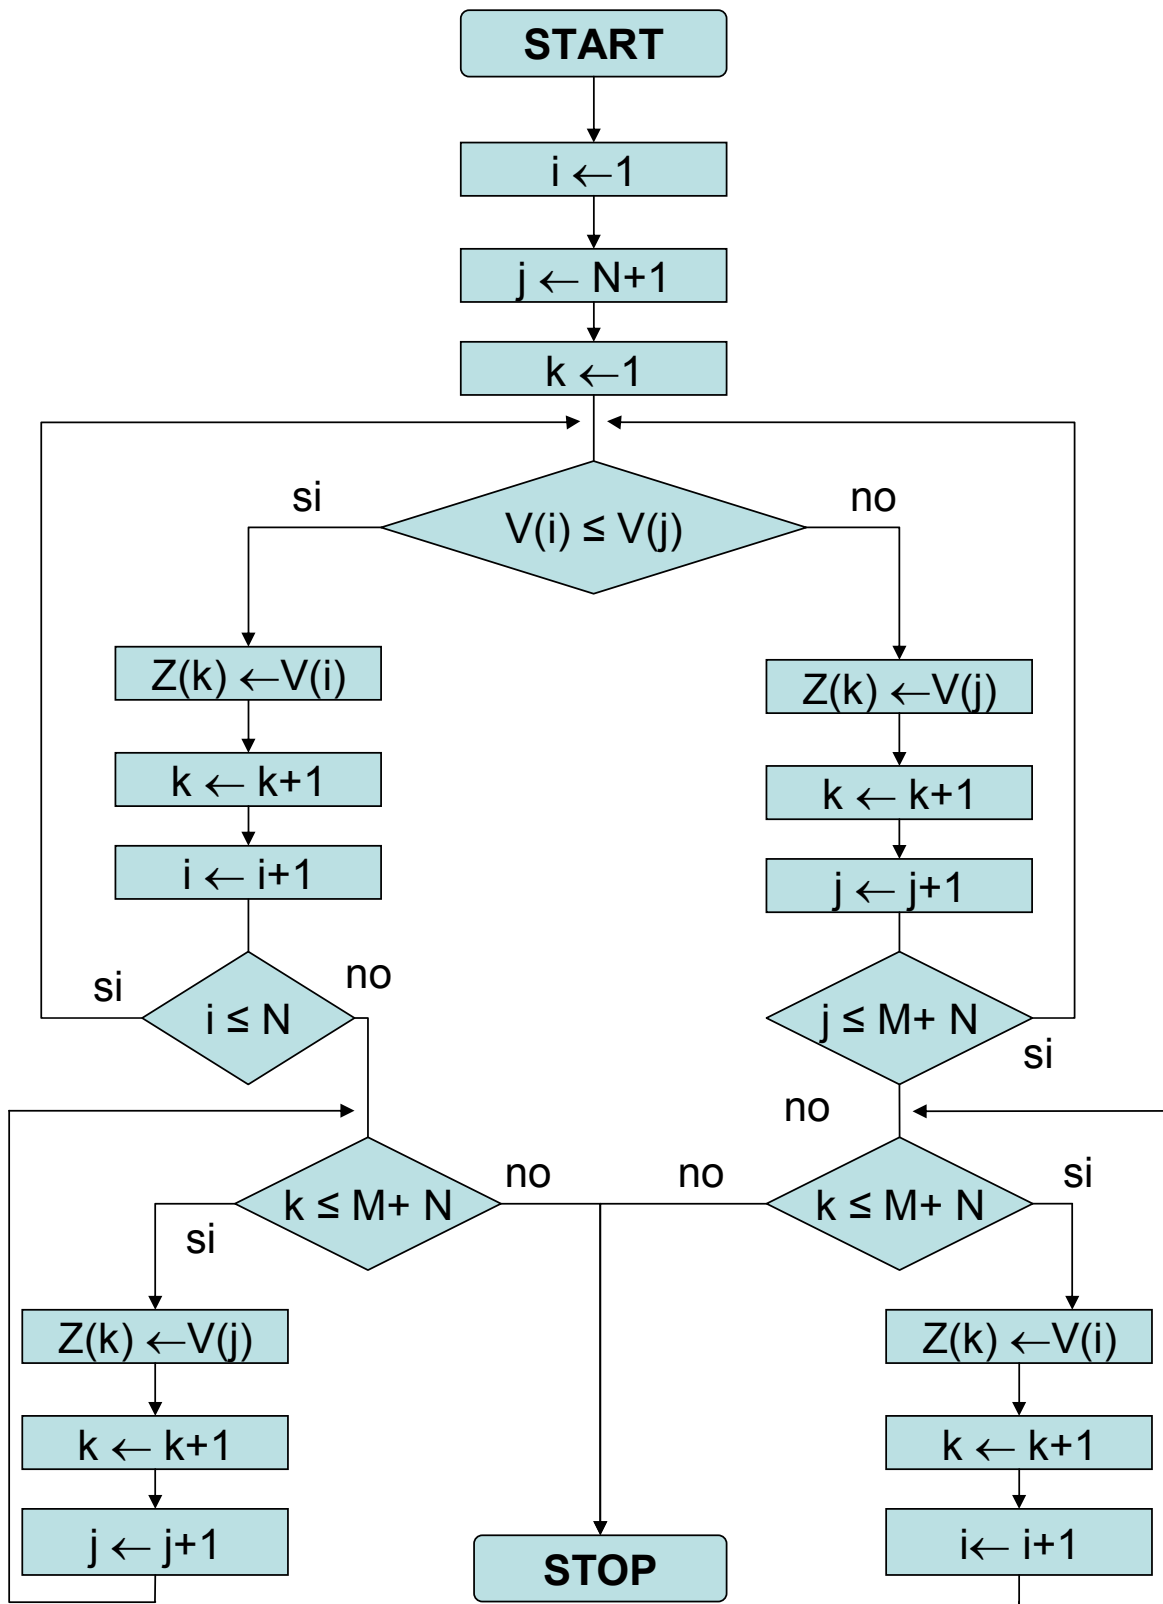 START
i ←1
j ← N+1
k ←1
si
no
V(i) ≤ V(j)
Z(k) ←V(i)
k ← k+1
i ← i+1
si
no
i ≤ N
Z(k) ←V(j)
k ← k+1
j ← j+1
j ≤ M+ N
si
no
k ≤ M+ N
no
si
Z(k) ←V(j)
k ← k+1
j ← j+1
no
k ≤ M+ N
si
Z(k) ←V(i)
k ← k+1
i← i+1
STOP